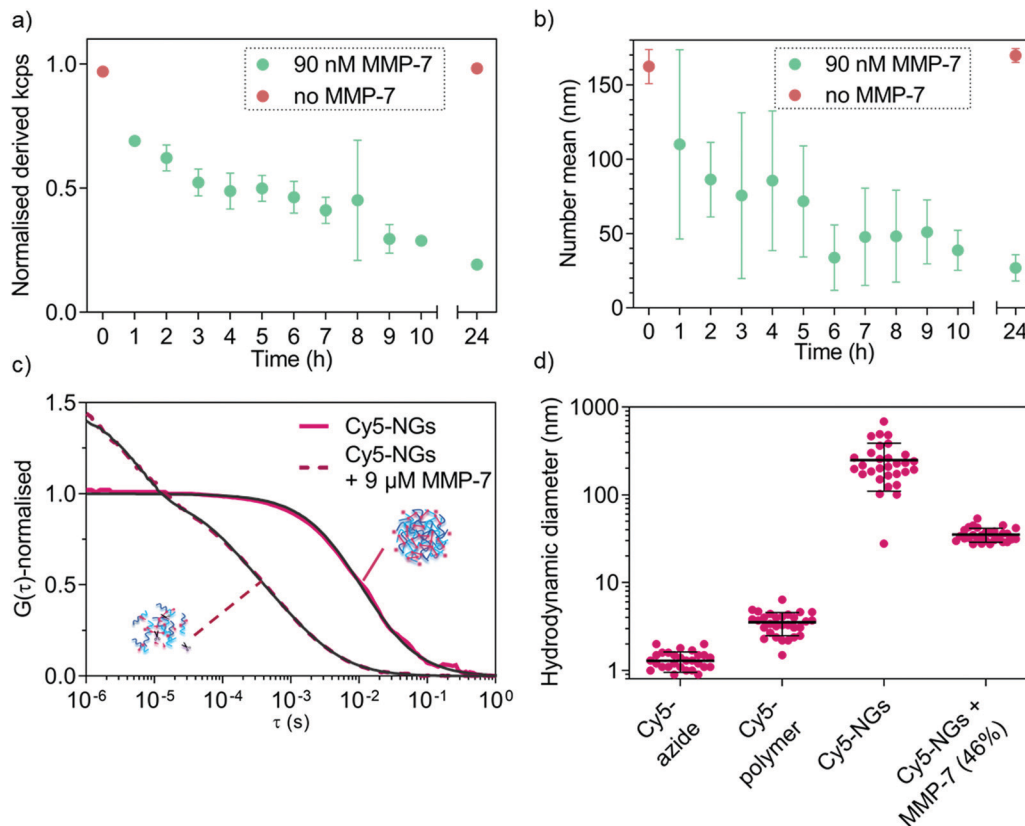 a)
Normalised derived kcps
1.0
0.5
0.0
90 nM MMP-7
no MMP-7
0 1 2 3 4 5 6 7 8 9 10 24
Time (h)
b)
Number mean (nm)
150
100
50
0
90 nM MMP-7
no MMP-7
0 1 2 3 4 5 6 7 8 9 10 24
Time (h)
c)
G(τ)-normalised
1.5
1.0
0.5
0.0
Cy5-NGs
Cy5-NGs
+ 9 μM MMP-7
10⁻⁶ 10⁻⁵ 10⁻⁴ 10⁻³ 10⁻² 10⁻¹ 10⁰
τ (s)
d)
Hydrodynamic diameter (nm)
1000
100
10
1
Cy5-
azide
Cy5-
polymer
Cy5-NGs
Cy5-NGs +
MMP-7 (46%)